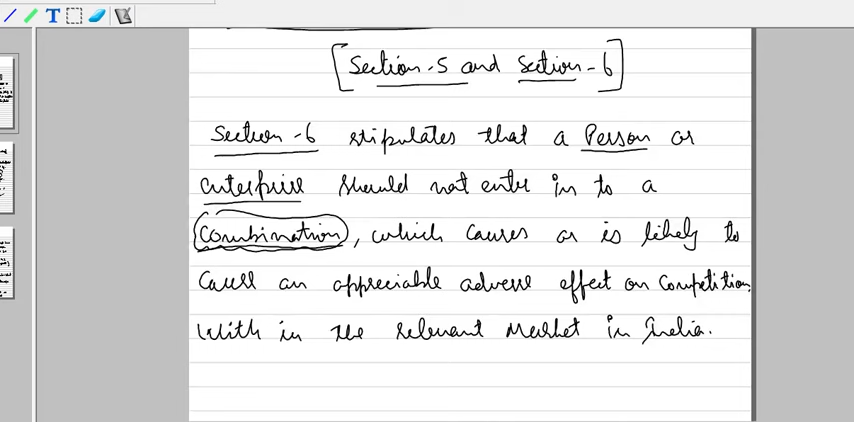 [Section-5 and Section-6]
Section-6 stipulates that a Person or
enterprise should not enter in to a
Combination, which causes or is likely to
cause an appreciable adverse effect on Competition
With in the relevant Market in India.